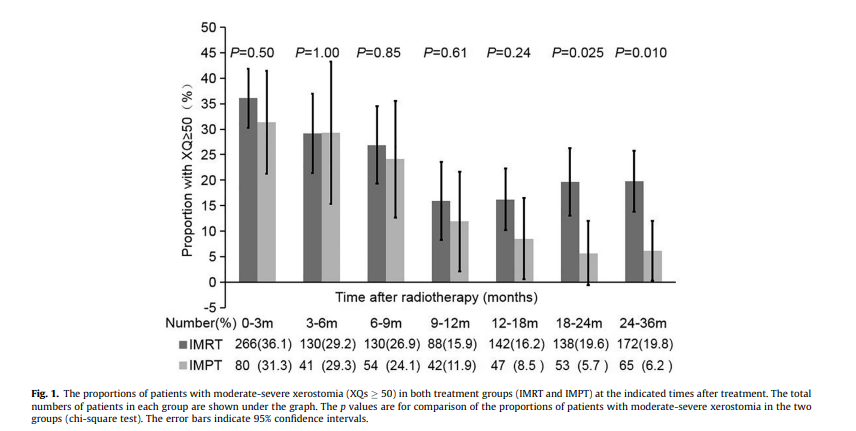 50
45
40
35
30
25
20
15
10
5
0
-5
Proportion with XQ≥50 (%)
P=0.50 P=1.00 P=0.85 P=0.61 P=0.24 P=0.025 P=0.010
Time after radiotherapy (months)
Number(%) 0-3m 3-6m 6-9m 9-12m 12-18m 18-24m 24-36m
IMRT 266(36.1) 130(29.2) 130(26.9) 88(15.9) 142(16.2) 138(19.6) 172(19.8)
IMPT 80 (31.3) 41 (29.3) 54 (24.1) 42(11.9) 47 (8.5 ) 53 (5.7 ) 65 (6.2 )
Fig. 1. The proportions of patients with moderate-severe xerostomia (XQs ≥ 50) in both treatment groups (IMRT and IMPT) at the indicated times after treatment. The total
numbers of patients in each group are shown under the graph. The p values are for comparison of the proportions of patients with moderate-severe xerostomia in the two
groups (chi-square test). The error bars indicate 95% confidence intervals.